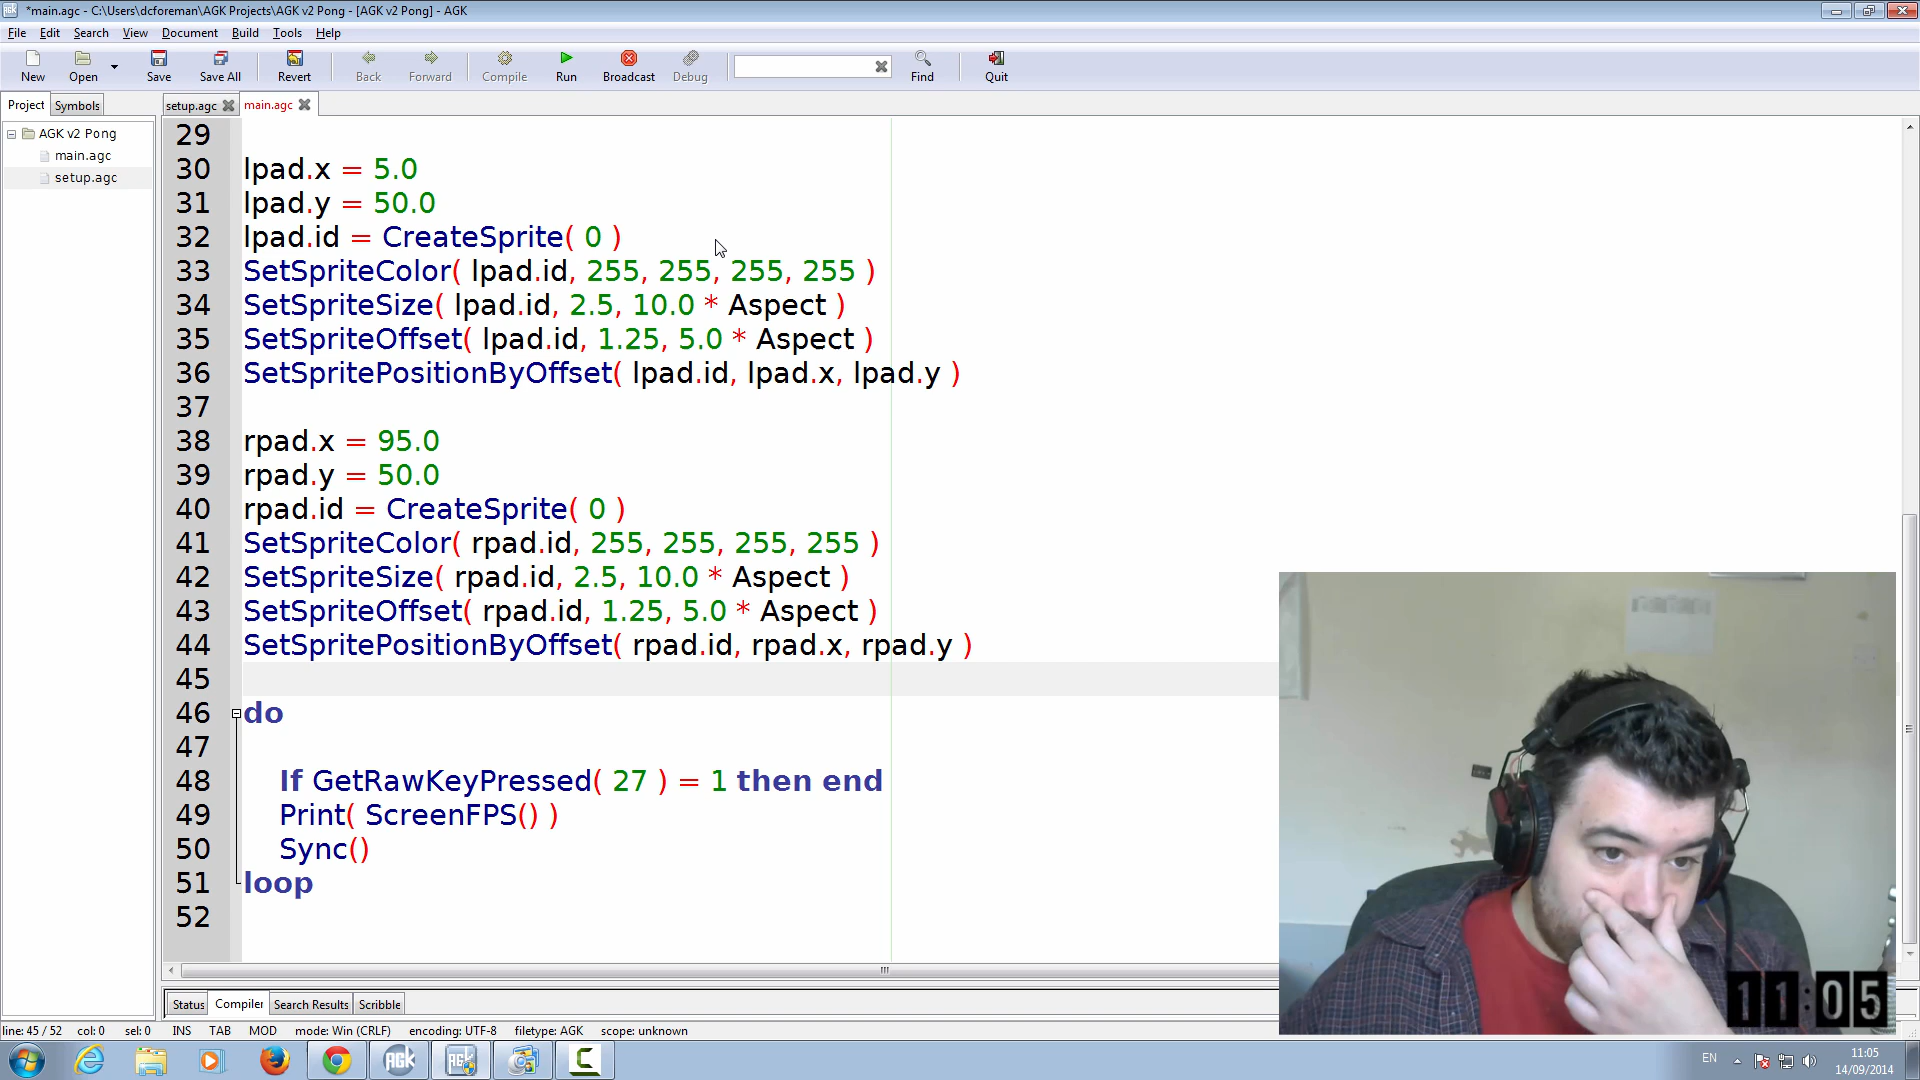 *main.agc - C:\Users\dcforeman\AGK Projects\AGK v2 Pong - [AGK v2 Pong] - AGK
File Edit Search View Document Build Tools Help
New Open Save Save All Revert Back Forward Compile Run Broadcast Debug Find Quit
Project Symbols setup.agc main.agc
AGK v2 Pong
main.agc
setup.agc
29
30 lpad.x = 5.0
31 lpad.y = 50.0
32 lpad.id = CreateSprite( 0 )
33 SetSpriteColor( lpad.id, 255, 255, 255, 255 )
34 SetSpriteSize( lpad.id, 2.5, 10.0 * Aspect )
35 SetSpriteOffset( lpad.id, 1.25, 5.0 * Aspect )
36 SetSpritePositionByOffset( lpad.id, lpad.x, lpad.y )
37
38 rpad.x = 95.0
39 rpad.y = 50.0
40 rpad.id = CreateSprite( 0 )
41 SetSpriteColor( rpad.id, 255, 255, 255, 255 )
42 SetSpriteSize( rpad.id, 2.5, 10.0 * Aspect )
43 SetSpriteOffset( rpad.id, 1.25, 5.0 * Aspect )
44 SetSpritePositionByOffset( rpad.id, rpad.x, rpad.y )
45
46 do
47
48 If GetRawKeyPressed( 27 ) = 1 then end
49 Print( ScreenFPS() )
50 Sync()
51 loop
52
Status Compiler Search Results Scribble
line: 45 / 52 col: 0 sel: 0 INS TAB MOD mode: Win (CRLF) encoding: UTF-8 filetype: AGK scope: unknown
11:05
AGK
EN
11:05
14/09/2014